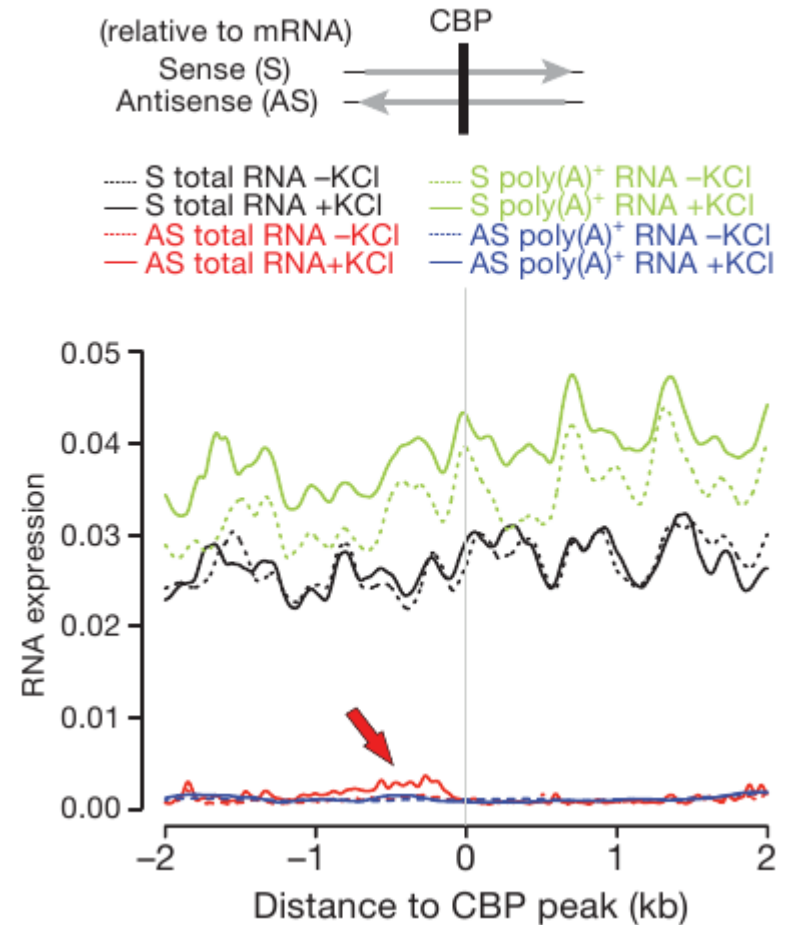 (relative to mRNA)
CBP
Sense (S)
Antisense (AS)
S total RNA –KCl
S poly(A)⁺ RNA –KCl
S total RNA +KCl
S poly(A)⁺ RNA +KCl
AS total RNA –KCl
AS poly(A)⁺ RNA –KCl
AS total RNA+KCl
AS poly(A)⁺ RNA +KCl
RNA expression
0.05
0.04
0.03
0.02
0.01
0.00
–2
–1
0
1
2
Distance to CBP peak (kb)